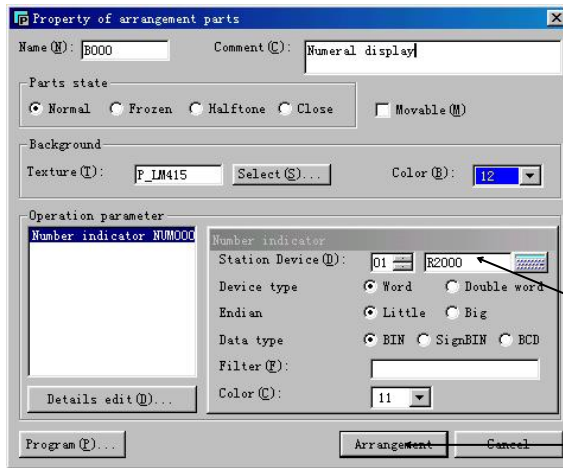 Property of arrangement parts
Name(N): B000 Comment(C): Numeral display
Parts state
Normal Frozen Halftone Close Movable(M)
Background
Texture(T): P_LM415 Select(S)... Color(B): 12
Operation parameter
Number indicator NUM000
Number indicator
Station Device(D): 01 R2000
Device type Word Double word
Endian Little Big
Data type BIN SignBIN BCD
Filter(F):
Color(C): 11
Details edit(D)...
Program(P)... Arrangement Cancel